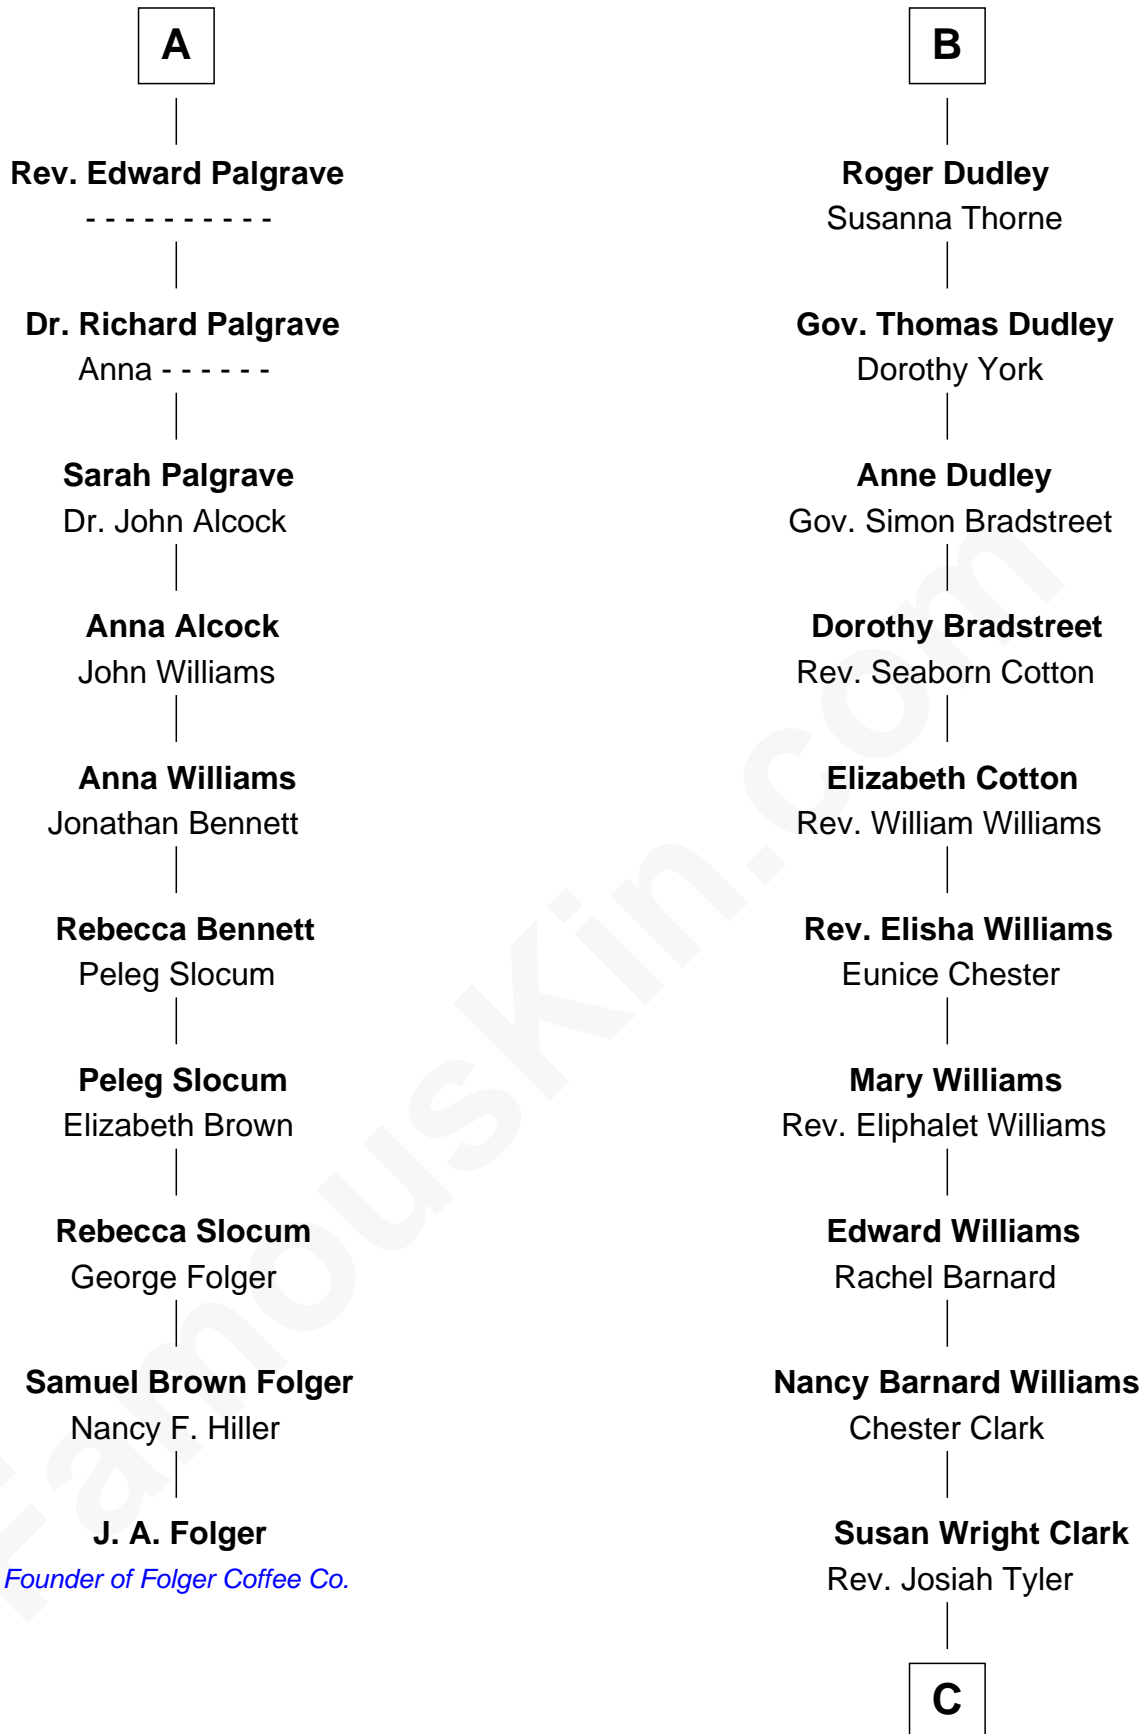 A
Rev. Edward Palgrave
- - - - - - - - - -
Dr. Richard Palgrave
Anna - - - - - -
Sarah Palgrave
Dr. John Alcock
Anna Alcock
John Williams
Anna Williams
Jonathan Bennett
Rebecca Bennett
Peleg Slocum
Peleg Slocum
Elizabeth Brown
Rebecca Slocum
George Folger
Samuel Brown Folger
Nancy F. Hiller
J. A. Folger
Founder of Folger Coffee Co.
B
Roger Dudley
Susanna Thorne
Gov. Thomas Dudley
Dorothy York
Anne Dudley
Gov. Simon Bradstreet
Dorothy Bradstreet
Rev. Seaborn Cotton
Elizabeth Cotton
Rev. William Williams
Rev. Elisha Williams
Eunice Chester
Mary Williams
Rev. Eliphalet Williams
Edward Williams
Rachel Barnard
Nancy Barnard Williams
Chester Clark
Susan Wright Clark
Rev. Josiah Tyler
C
FamousKin.com